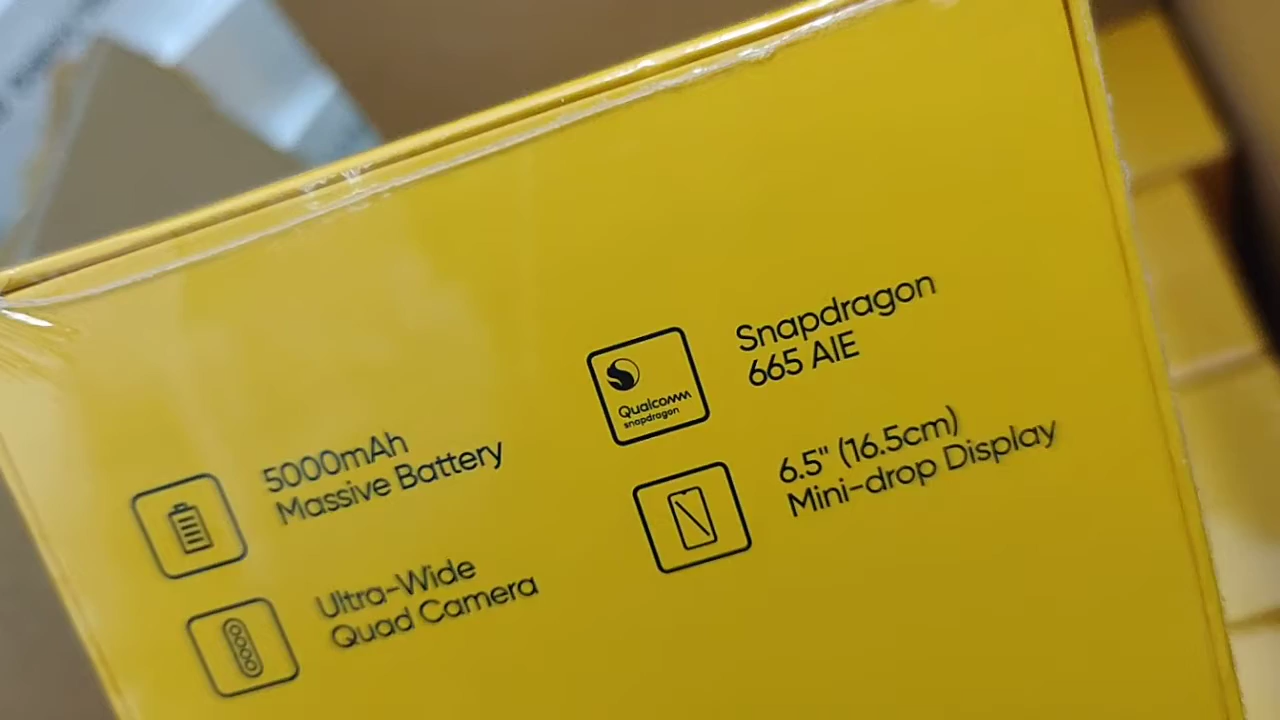 5000mAh
Massive Battery
Ultra-Wide
Quad Camera
Qualcomm
snapdragon
Snapdragon
665 AIE
6.5" (16.5cm)
Mini-drop Display